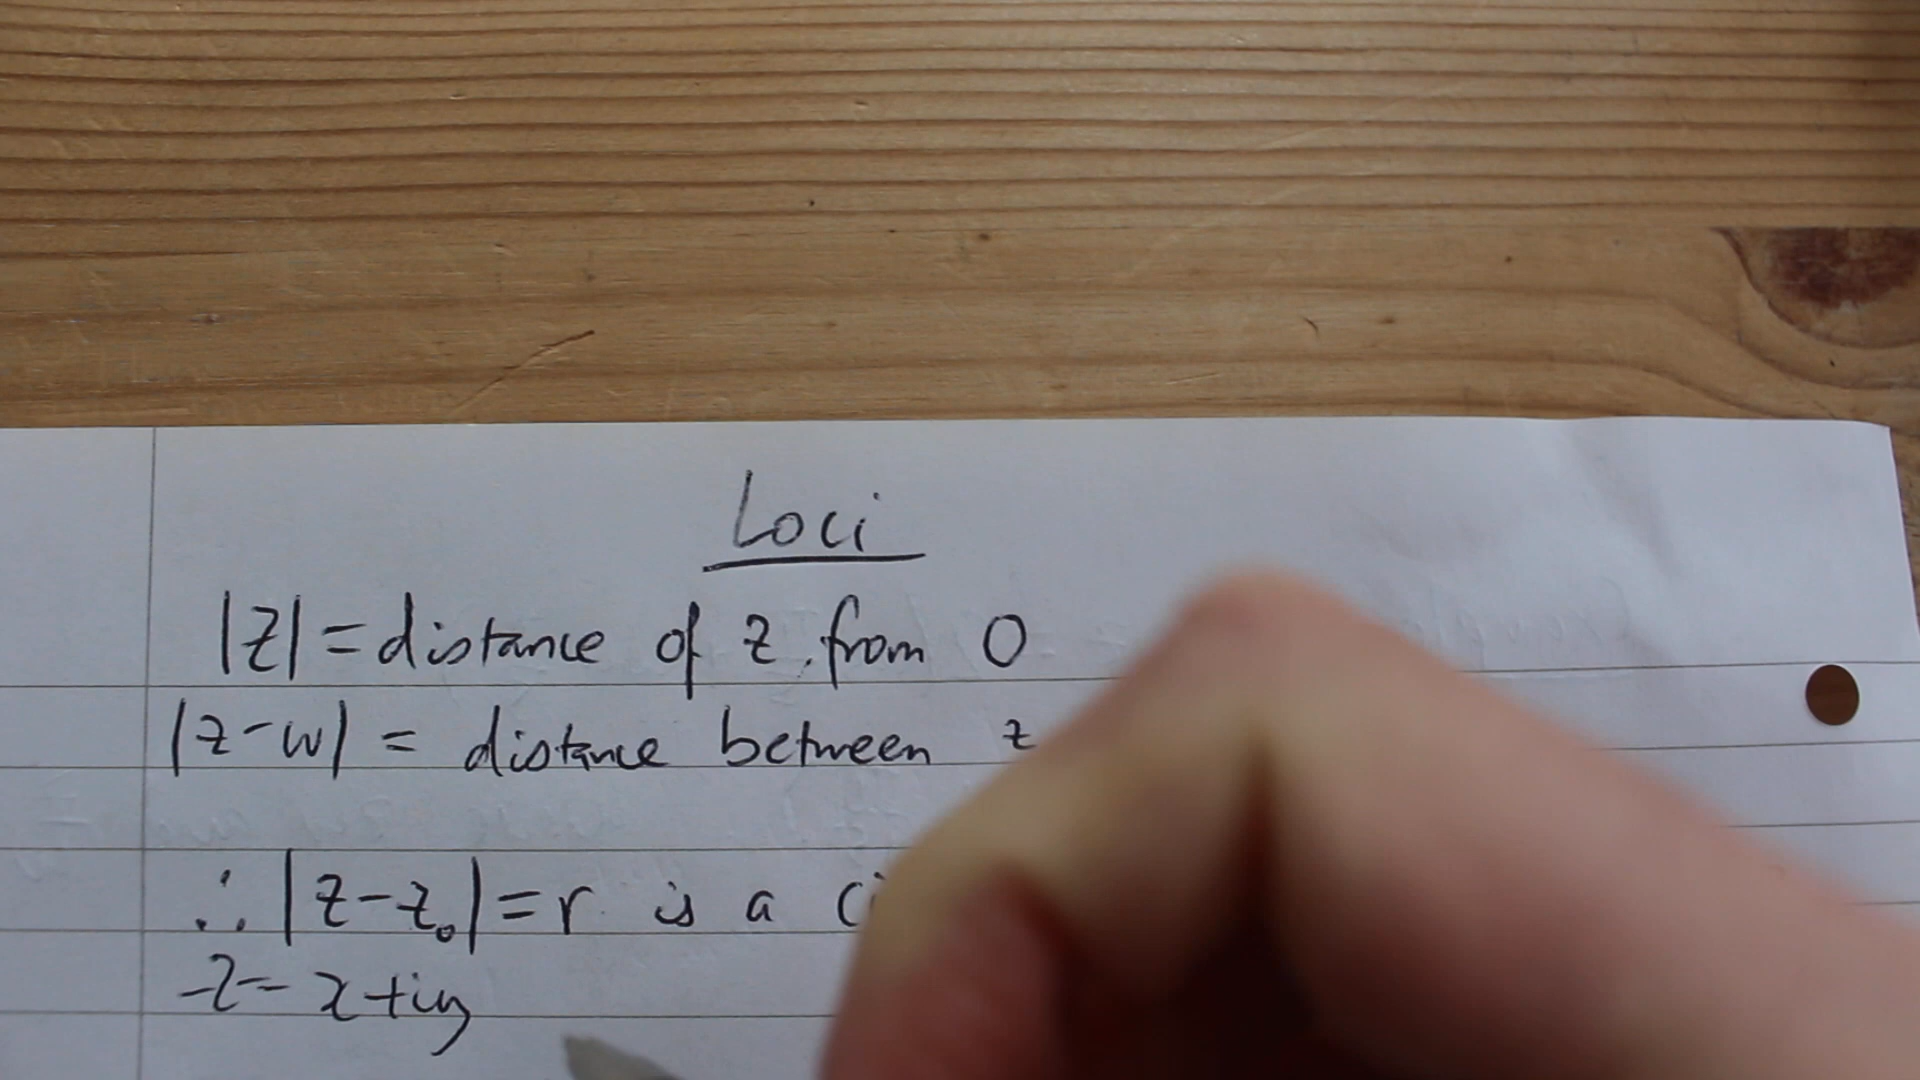 Loci
|z| = distance of z from 0
|z-w| = distance between z
∴ |z-z₀| = r is a
z = x+iy